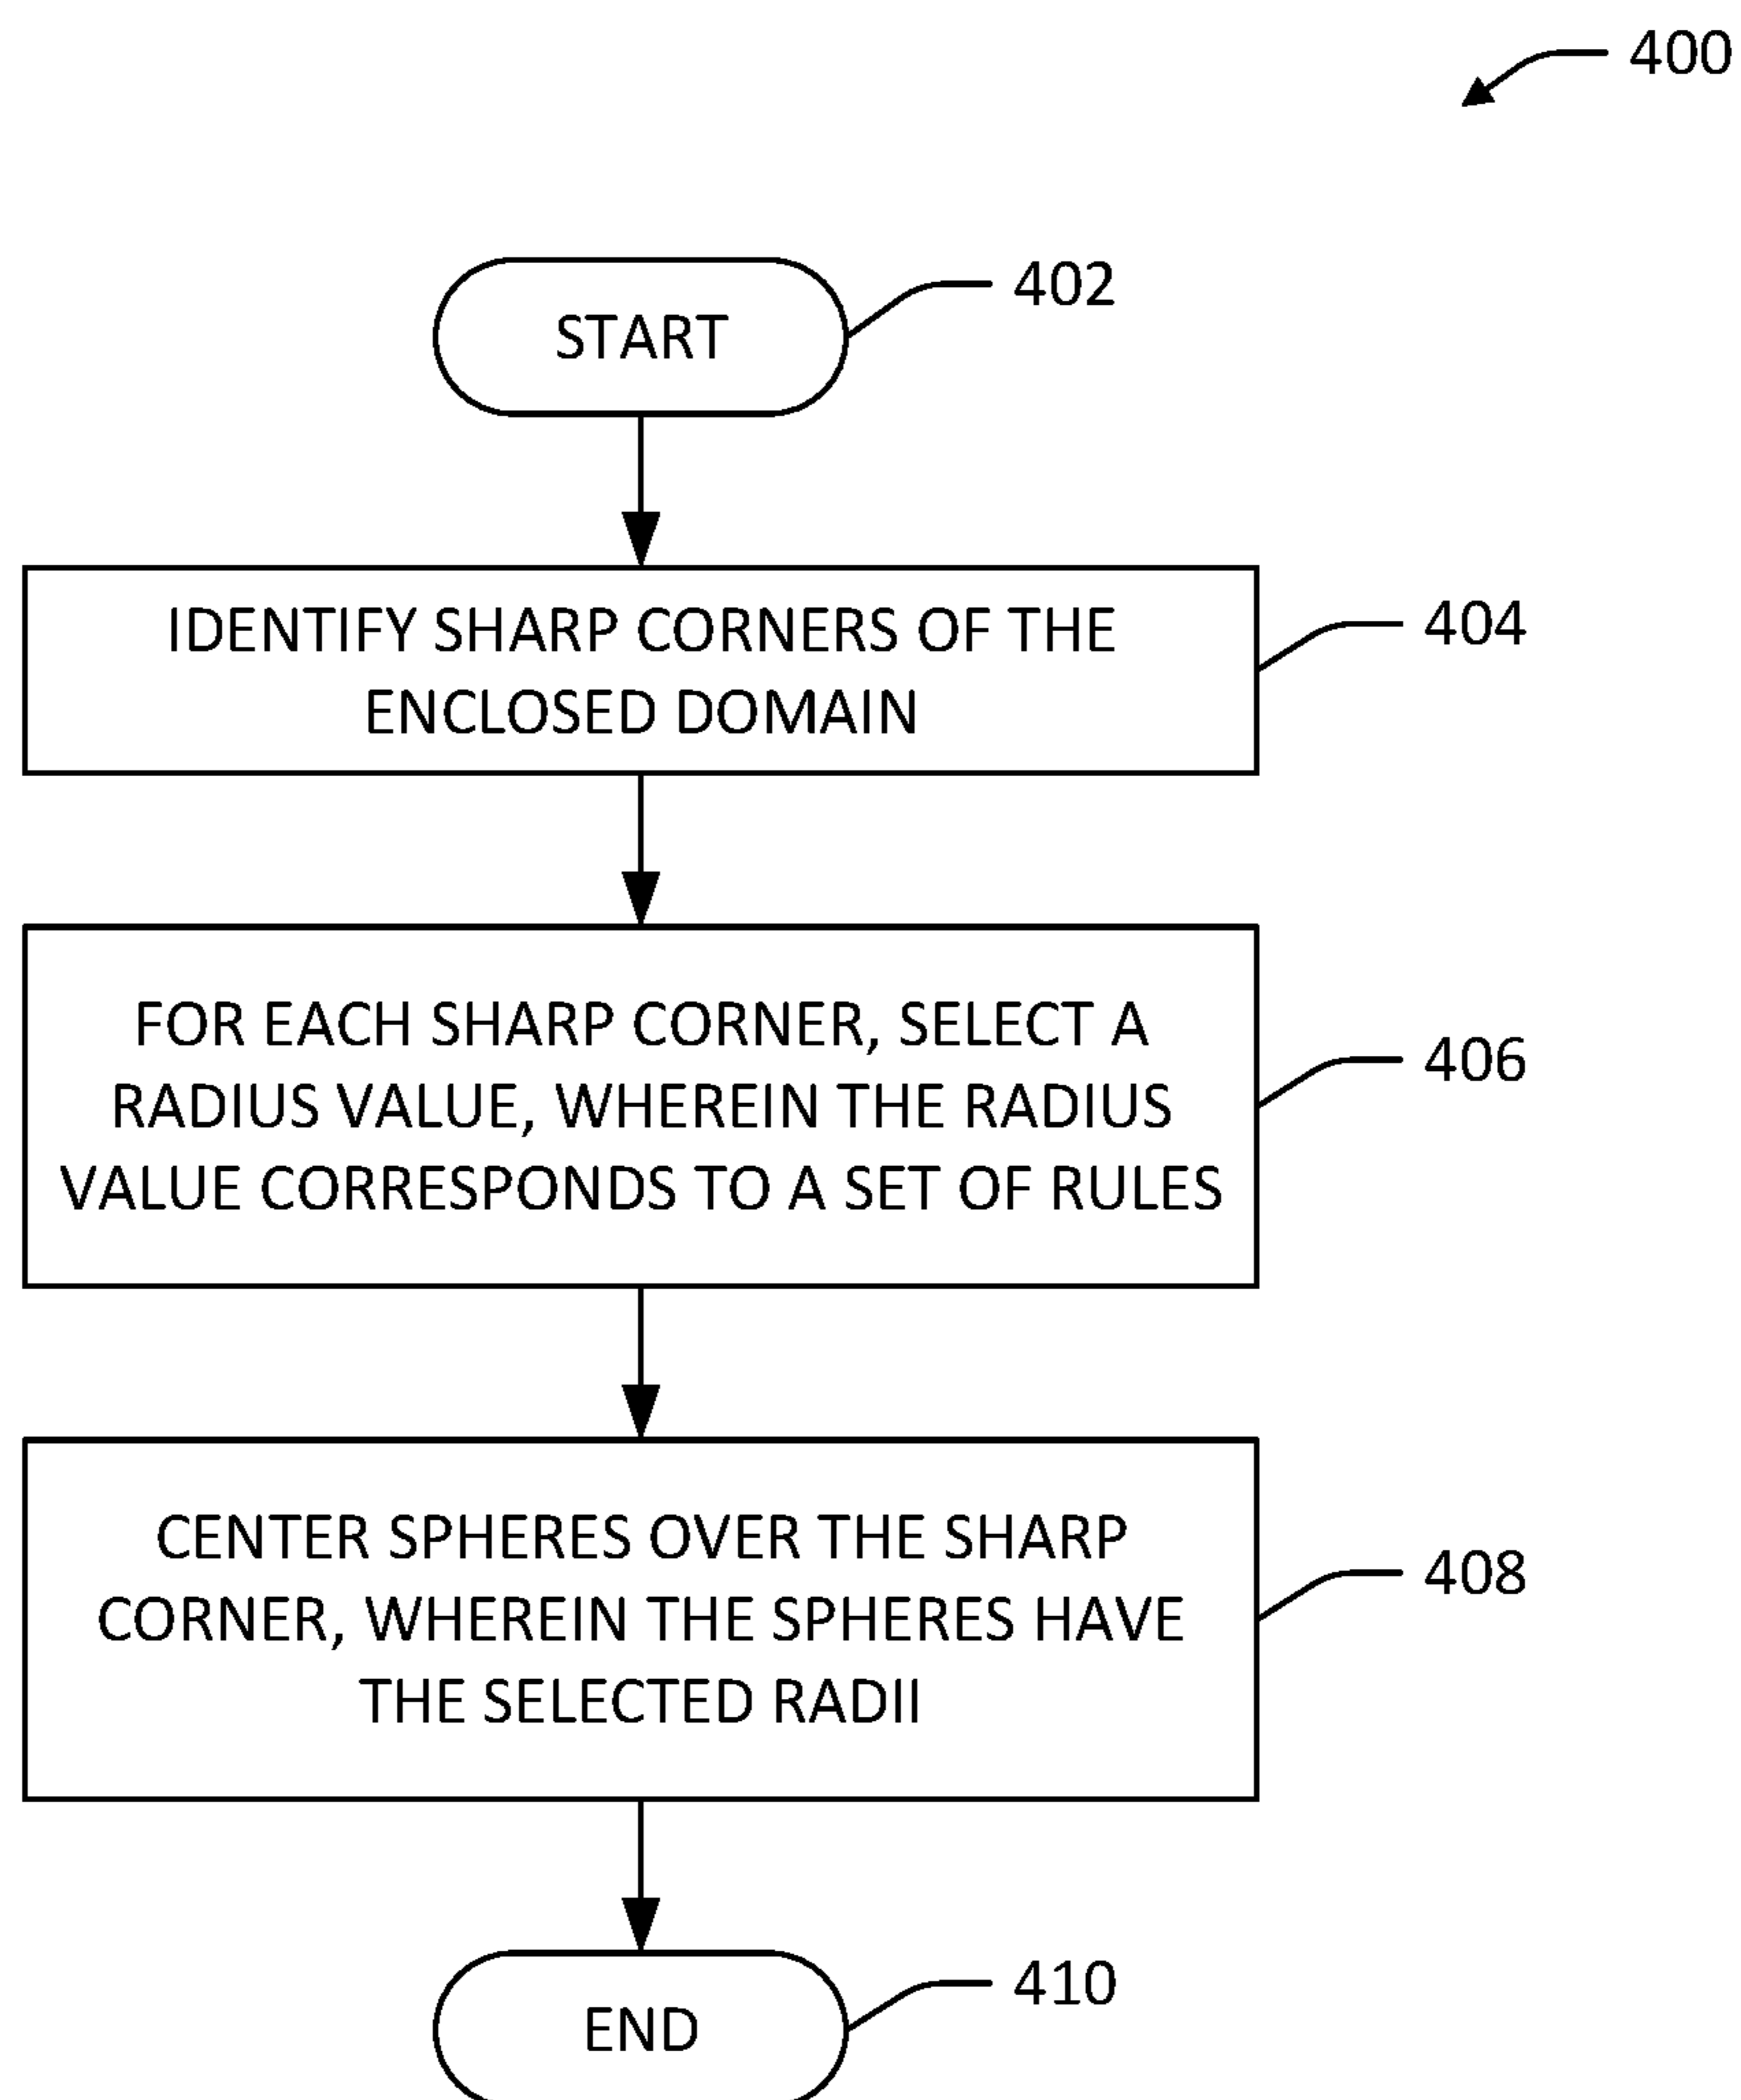 400
START
402
IDENTIFY SHARP CORNERS OF THE
ENCLOSED DOMAIN
404
FOR EACH SHARP CORNER, SELECT A
RADIUS VALUE, WHEREIN THE RADIUS
VALUE CORRESPONDS TO A SET OF RULES
406
CENTER SPHERES OVER THE SHARP
CORNER, WHEREIN THE SPHERES HAVE
THE SELECTED RADII
408
END
410